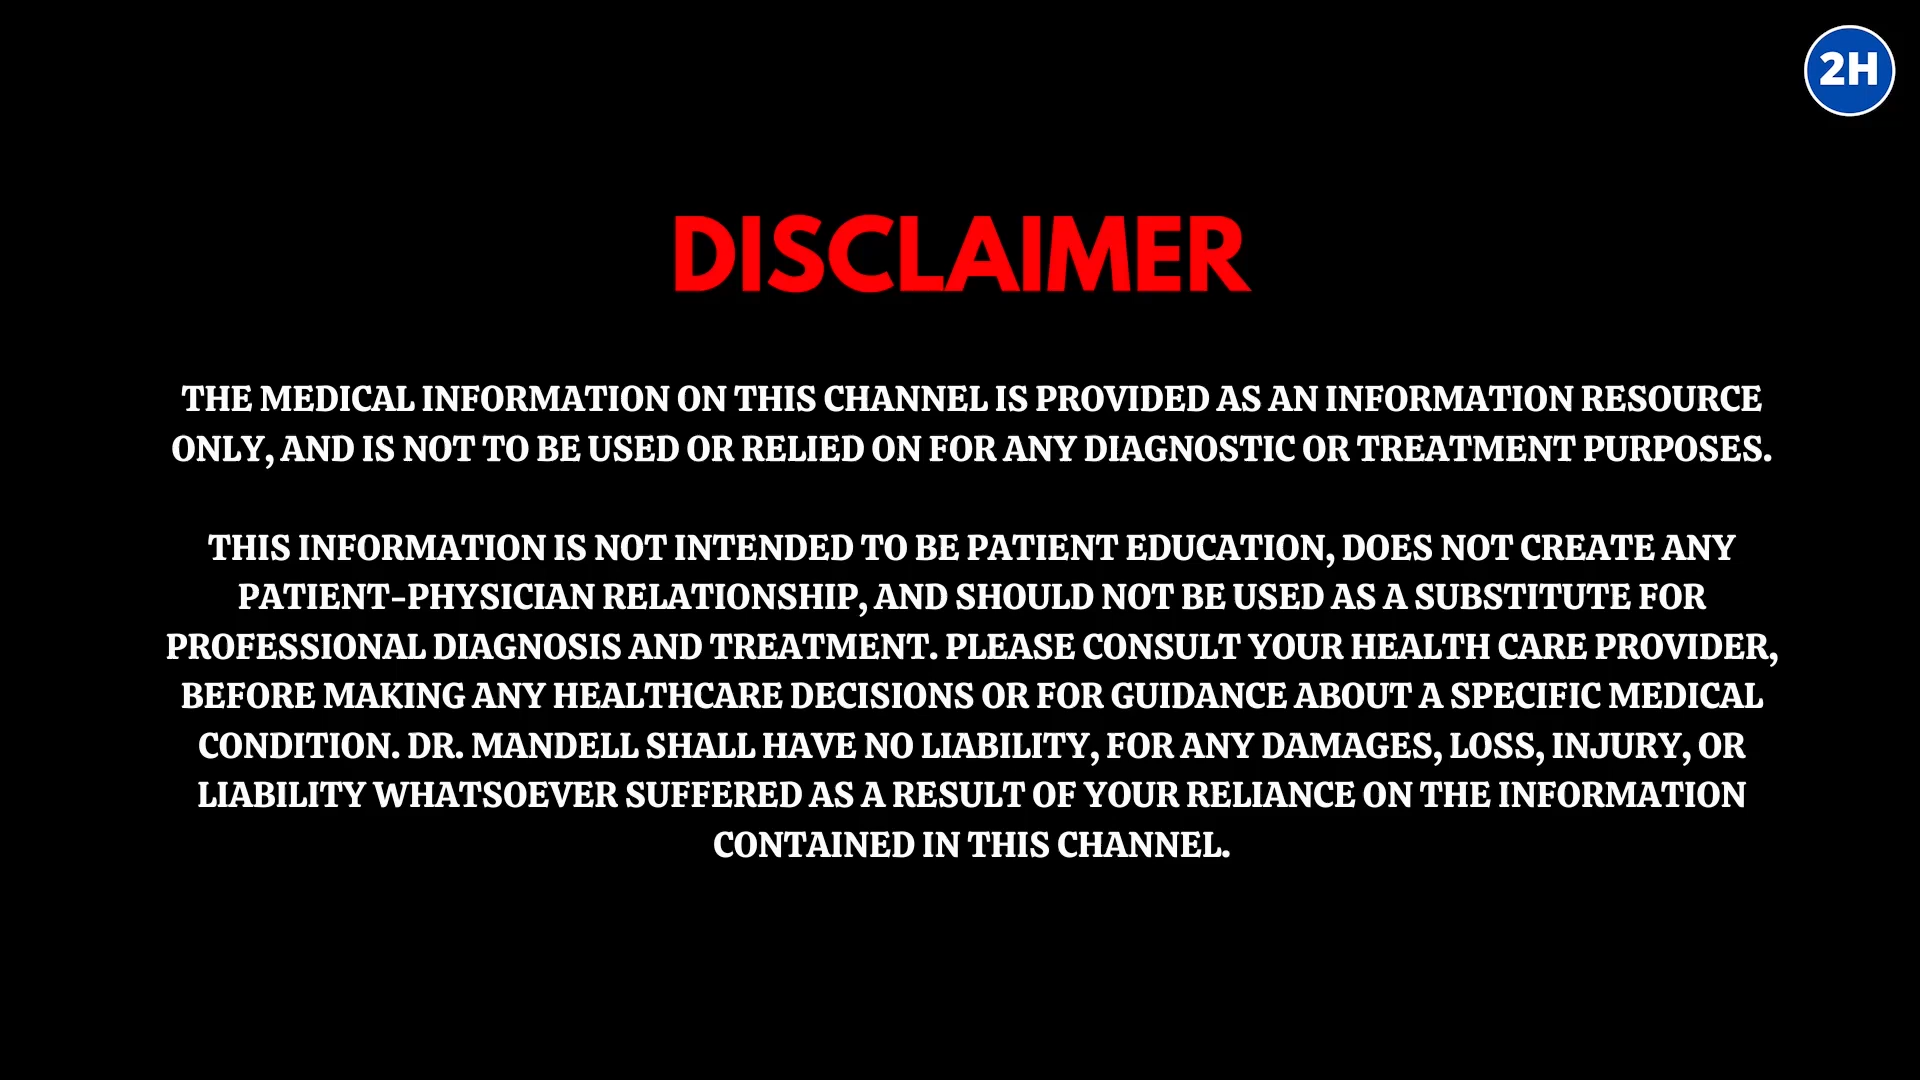 2H
DISCLAIMER
THE MEDICAL INFORMATION ON THIS CHANNEL IS PROVIDED AS AN INFORMATION RESOURCE
ONLY, AND IS NOT TO BE USED OR RELIED ON FOR ANY DIAGNOSTIC OR TREATMENT PURPOSES.
THIS INFORMATION IS NOT INTENDED TO BE PATIENT EDUCATION, DOES NOT CREATE ANY
PATIENT-PHYSICIAN RELATIONSHIP, AND SHOULD NOT BE USED AS A SUBSTITUTE FOR
PROFESSIONAL DIAGNOSIS AND TREATMENT. PLEASE CONSULT YOUR HEALTH CARE PROVIDER,
BEFORE MAKING ANY HEALTHCARE DECISIONS OR FOR GUIDANCE ABOUT A SPECIFIC MEDICAL
CONDITION. DR. MANDELL SHALL HAVE NO LIABILITY, FOR ANY DAMAGES, LOSS, INJURY, OR
LIABILITY WHATSOEVER SUFFERED AS A RESULT OF YOUR RELIANCE ON THE INFORMATION
CONTAINED IN THIS CHANNEL.